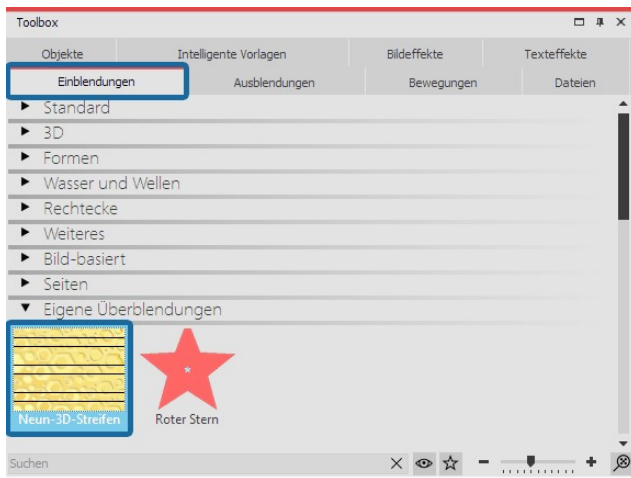 Toolbox
Objekte Intelligente Vorlagen Bildeffekte Texteffekte
Einblendungen Ausblendungen Bewegungen Dateien
Standard
3D
Formen
Wasser und Wellen
Rechtecke
Weiteres
Bild-basiert
Seiten
Eigene Überblendungen
Neun-3D-Streifen Roter Stern
Suchen